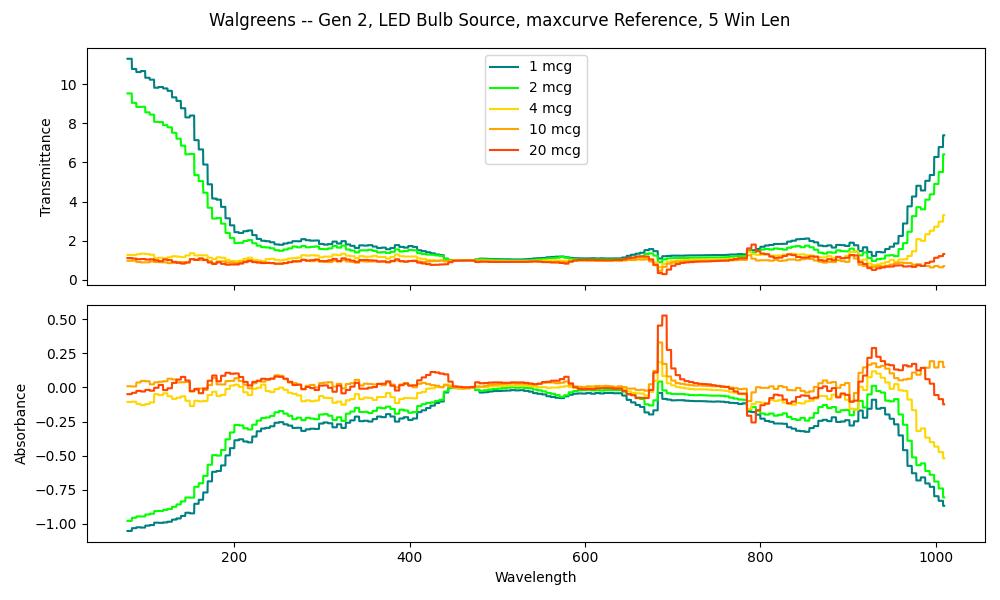 Walgreens -- Gen 2, LED Bulb Source, maxcurve Reference, 5 Win Len
Transmittance
10
8
6
4
2
0
1 mcg
2 mcg
4 mcg
10 mcg
20 mcg
Absorbance
0.50
0.25
0.00
−0.25
−0.50
−0.75
−1.00
200
400
600
800
1000
Wavelength